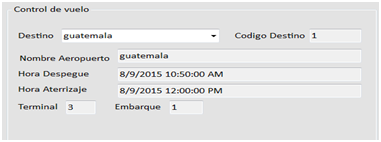 Control de vuelo
Destino guatemala Codigo Destino 1
Nombre Aeropuerto guatemala
Hora Despegue 8/9/2015 10:50:00 AM
Hora Aterrizaje 8/9/2015 12:00:00 PM
Terminal 3 Embarque 1